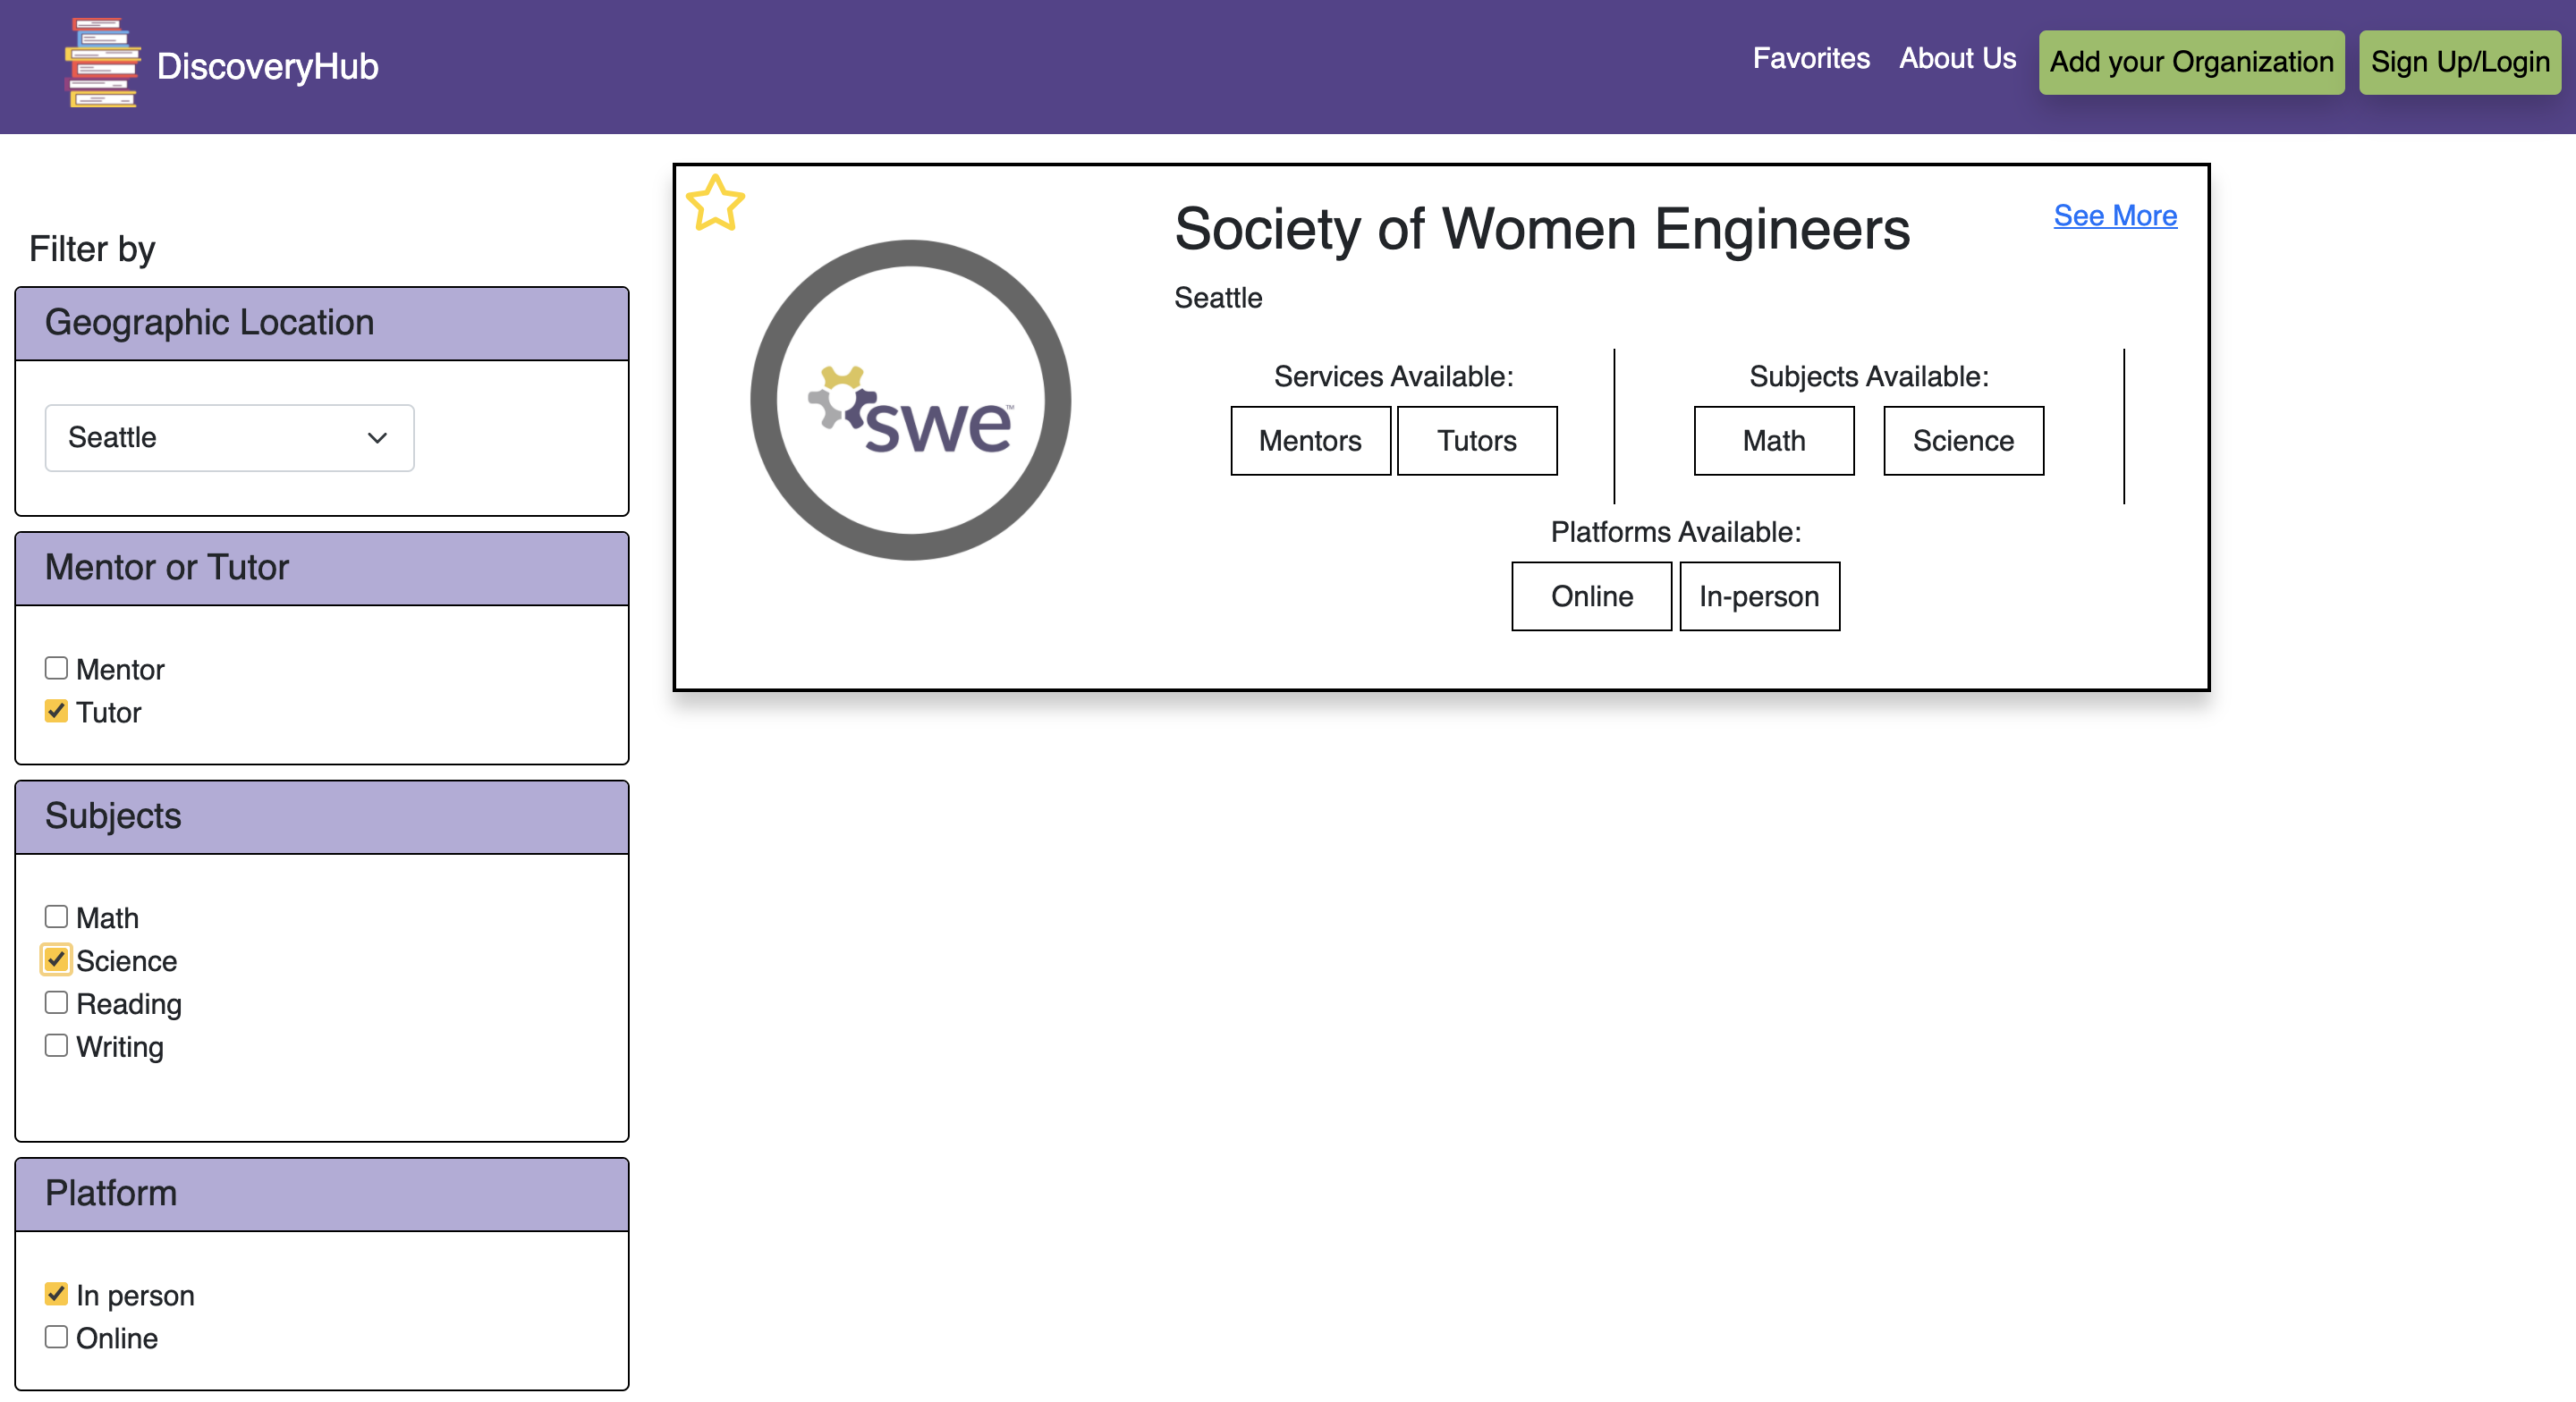 DiscoveryHub
Favorites About Us Add your Organization Sign Up/Login
Filter by
Geographic Location
Seattle
Mentor or Tutor
Mentor
Tutor
Subjects
Math
Science
Reading
Writing
Platform
In person
Online
swe™
Society of Women Engineers
See More
Seattle
Services Available:
Mentors Tutors
Subjects Available:
Math Science
Platforms Available:
Online In-person